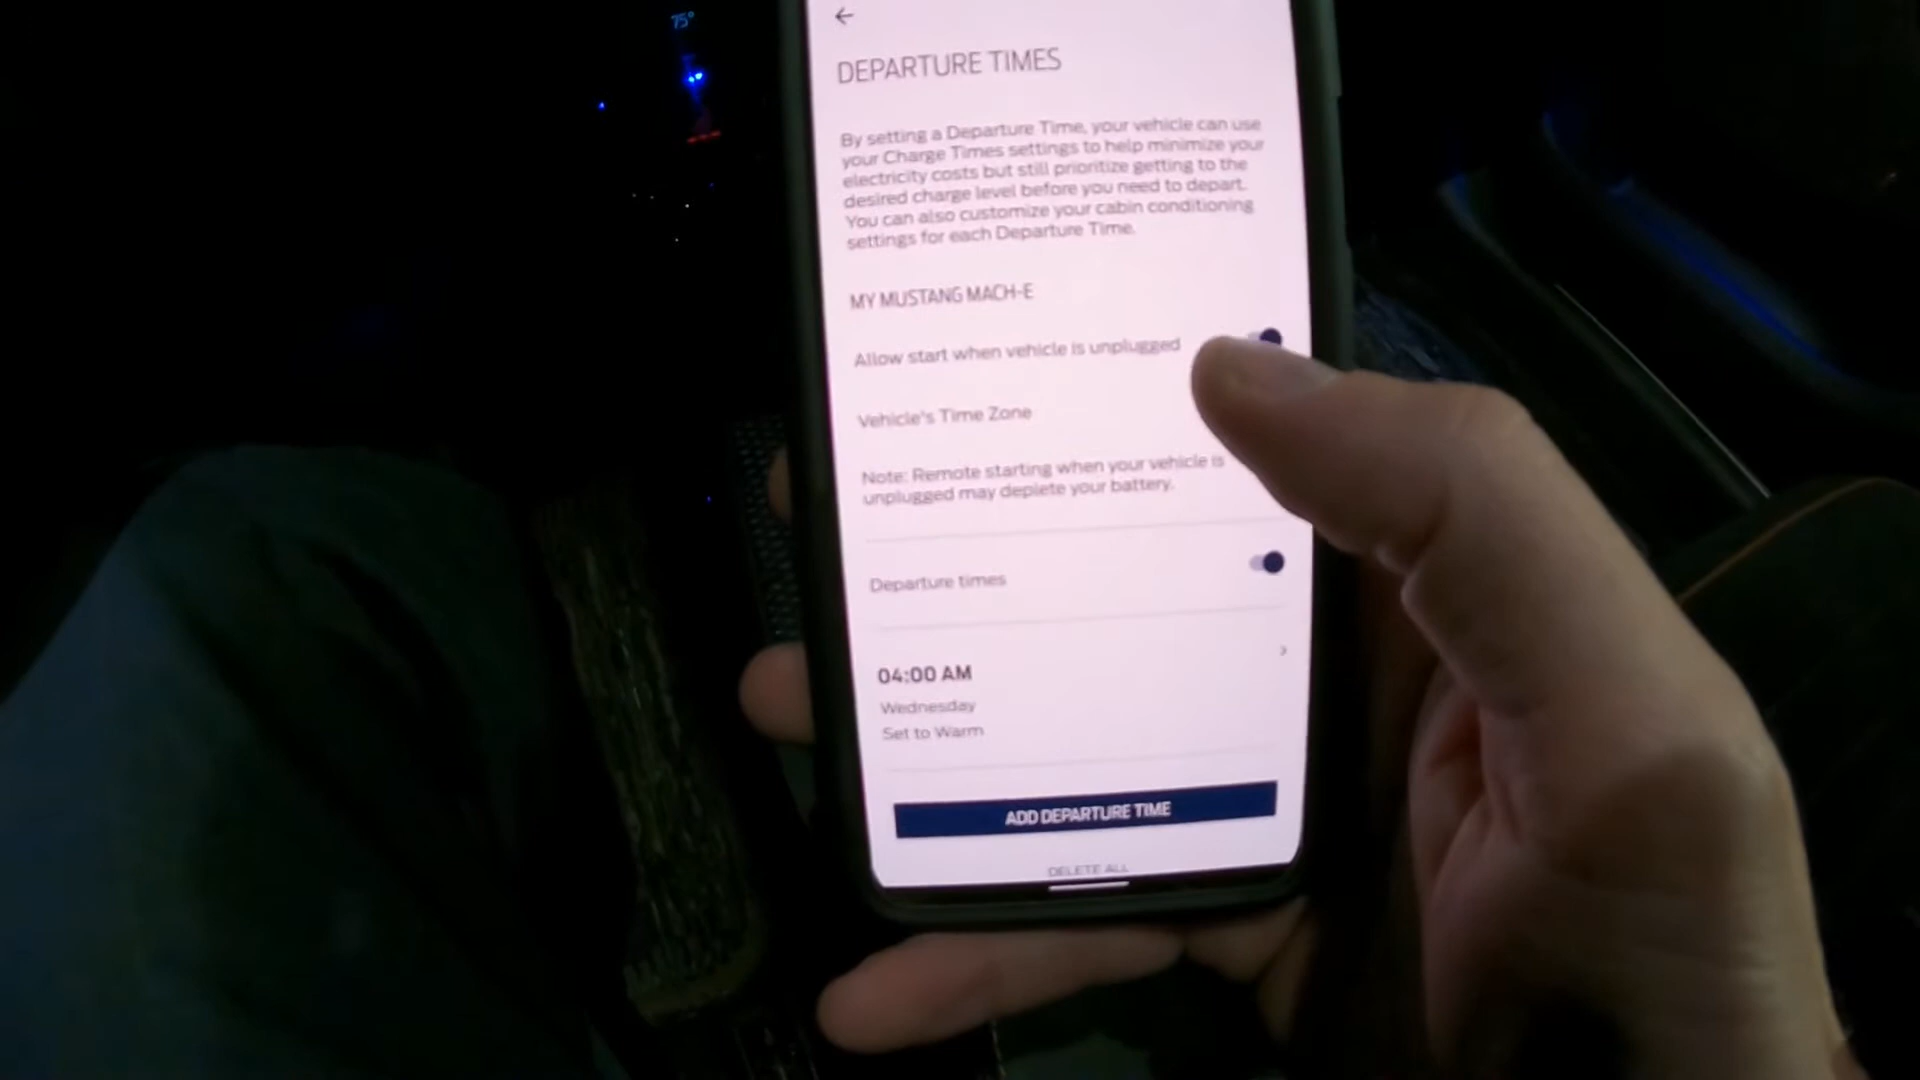 75°
DEPARTURE TIMES
By setting a Departure Time, your vehicle can use
your Charge Times settings to help minimize your
electricity costs but still prioritize getting to the
desired charge level before you need to depart.
You can also customize your cabin conditioning
settings for each Departure Time.
MY MUSTANG MACH-E
Allow start when vehicle is unplugged
Vehicle's Time Zone
Note: Remote starting when your vehicle is
unplugged may deplete your battery.
Departure times
04:00 AM
Wednesday
Set to Warm
ADD DEPARTURE TIME
DELETE ALL